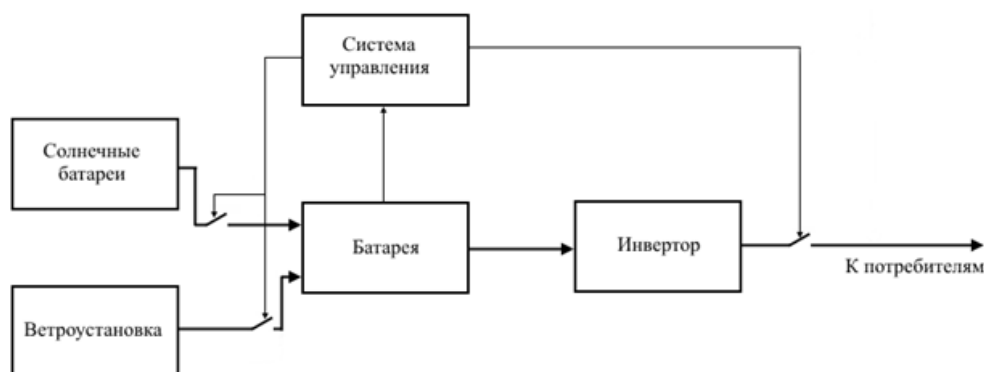 Система
управления
Солнечные
батареи
Батарея
Инвертор
К потребителям
Ветроустановка